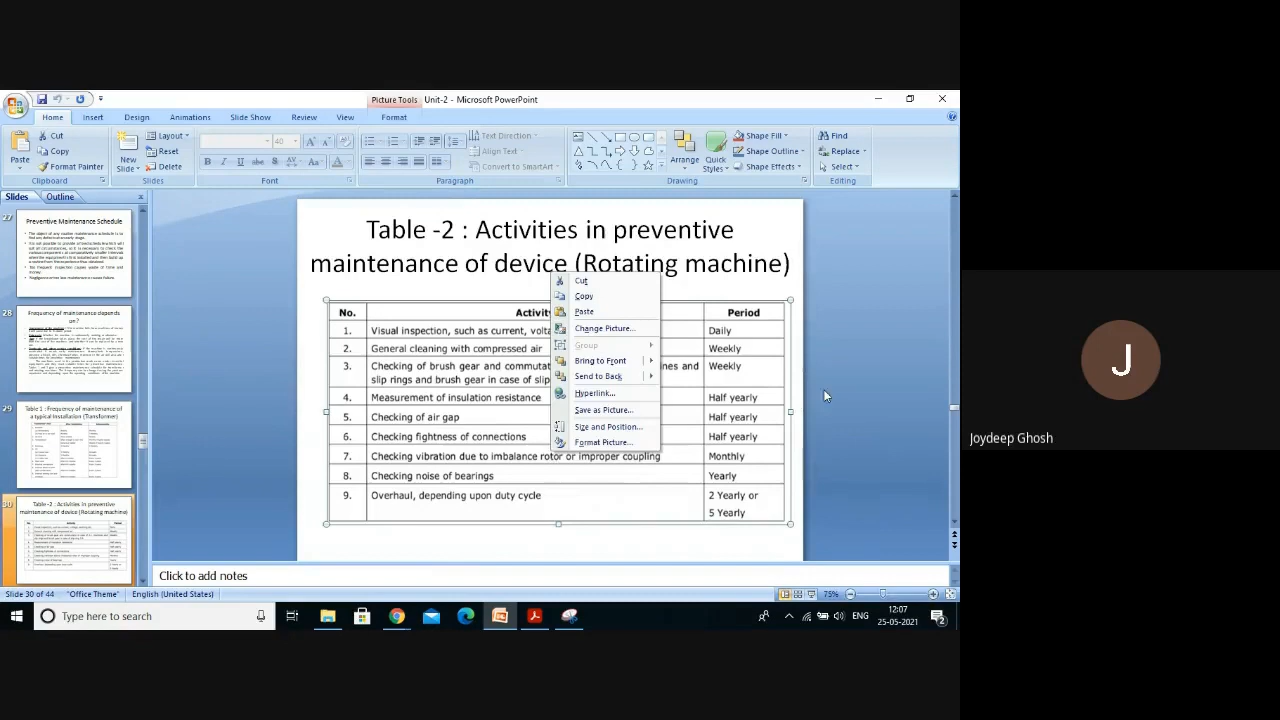 Picture Tools Unit-2 - Microsoft PowerPoint
Home Insert Design Animations Slide Show Review View Format
Paste
Cut
Copy
Format Painter
Clipboard
New
Slide
Layout
Reset
Delete
Slides
40
Font
Text Direction
Align Text
Convert to SmartArt
Paragraph
Arrange
Quick
Styles
Shape Fill
Shape Outline
Shape Effects
Drawing
Find
Replace
Select
Editing
Slides Outline
27
Preventive Maintenance Schedule
28
Frequency of maintenance depends
on?
29
Table 1 : Frequency of maintenance of
a typical Installation (Transformer)
30
Table -2 : Activities in preventive
maintenance of device (Rotating machine)
Table -2 : Activities in preventive
maintenance of device (Rotating machine)
No. Period
1. Visual inspection, such as current, Daily
2. General cleaning with compressed air Weekly
3. Checking of brush gear and and Weekly
slip rings and brush gear in case of slip
4. Measurement of insulation resistance Half yearly
5. Checking of air gap Half yearly
6. Checking fightness of connections Half yearly
7. Checking vibration due to imbalance rotor or improper coupling Monthly
8. Checking noise of bearings Yearly
9. Overhaul, depending upon duty cycle 2 Yearly or
5 Yearly
Cut
Copy
Paste
Change Picture...
Group
Bring to Front
Send to Back
Hyperlink...
Save as Picture...
Size and Position...
Format Picture...
Click to add notes
Slide 30 of 44 "Office Theme" English (United States) 75%
Type here to search
ENG
12:07
25-05-2021
2
J
Joydeep Ghosh